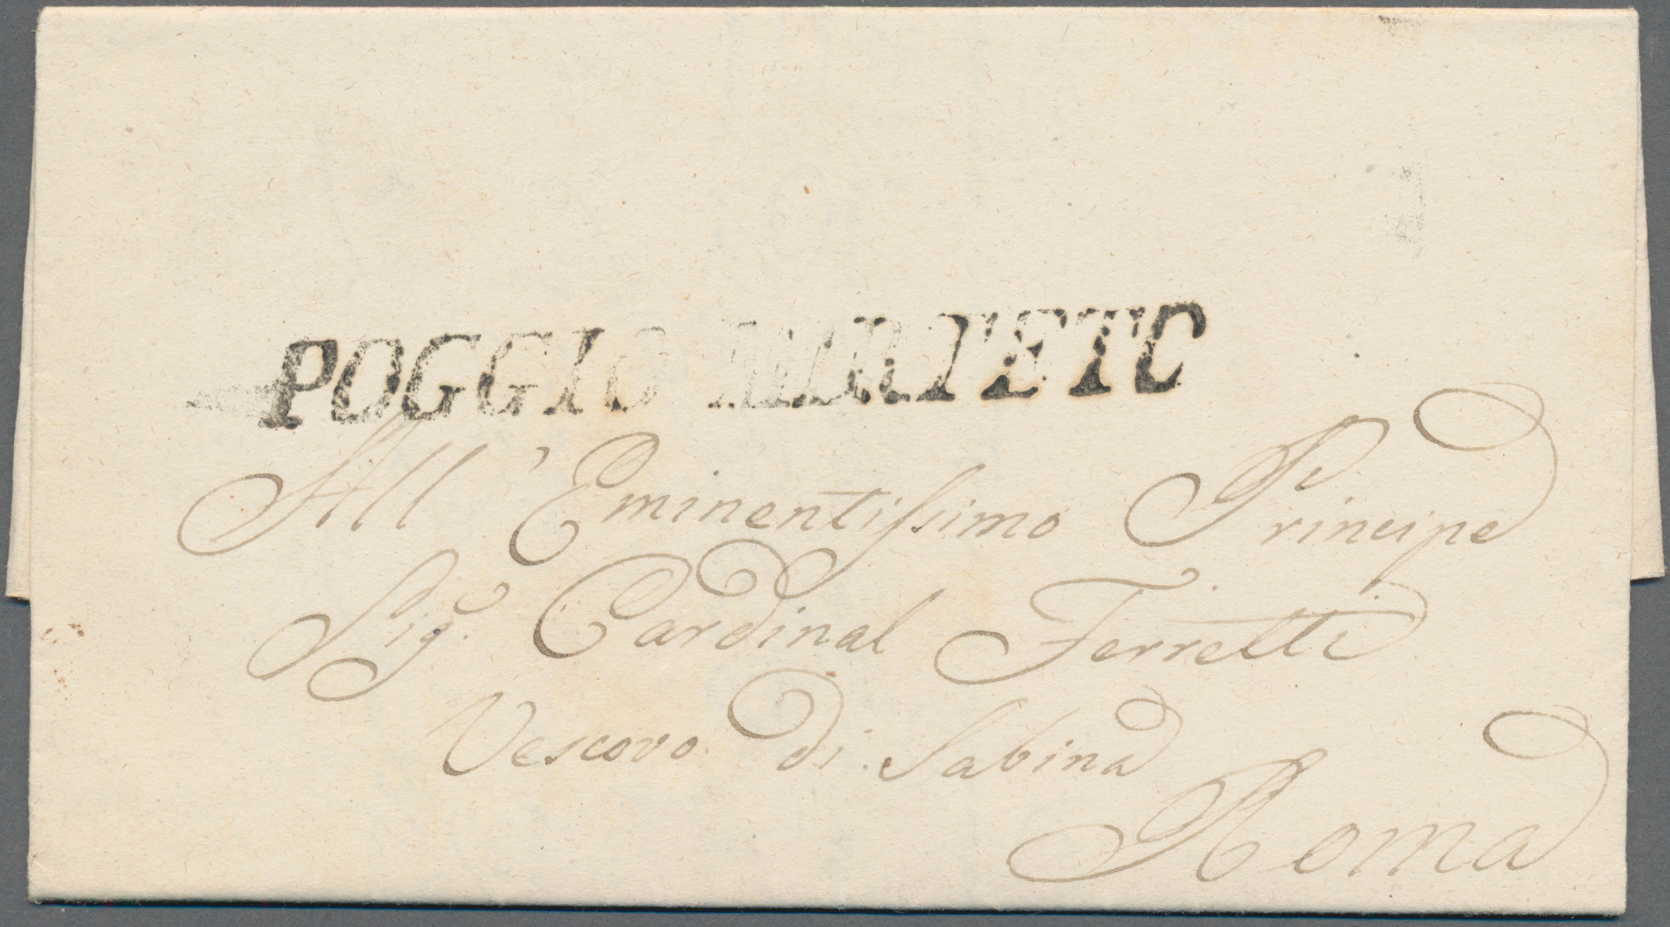 POGGIO MIRTETO
All' Eminentissimo Principe
Sig.r Cardinal Ferretti
Vescovo di Sabina
Roma